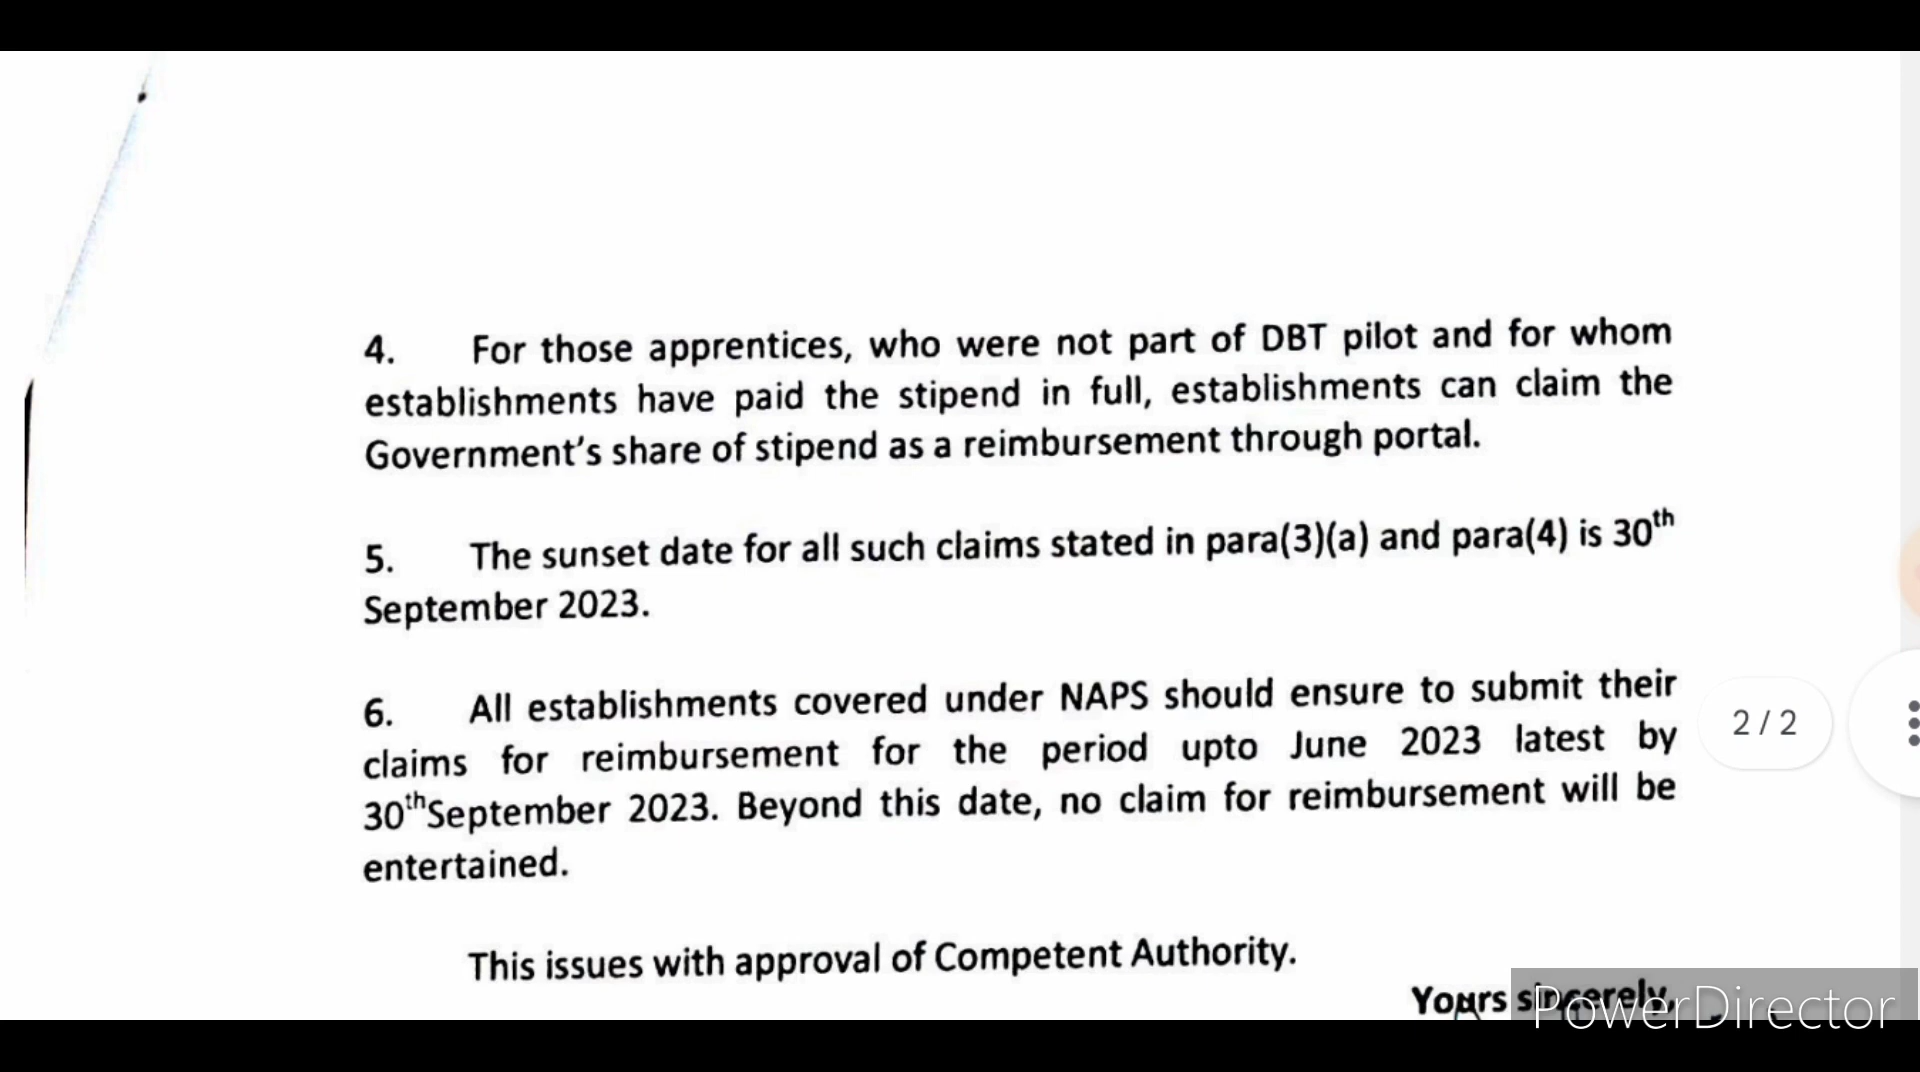 4. For those apprentices, who were not part of DBT pilot and for whom
establishments have paid the stipend in full, establishments can claim the
Government's share of stipend as a reimbursement through portal.
5. The sunset date for all such claims stated in para(3)(a) and para(4) is 30th
September 2023.
6. All establishments covered under NAPS should ensure to submit their
claims for reimbursement for the period upto June 2023 latest by
30thSeptember 2023. Beyond this date, no claim for reimbursement will be
entertained.
2 / 2
This issues with approval of Competent Authority.
Yours sincerely,
PowerDirector